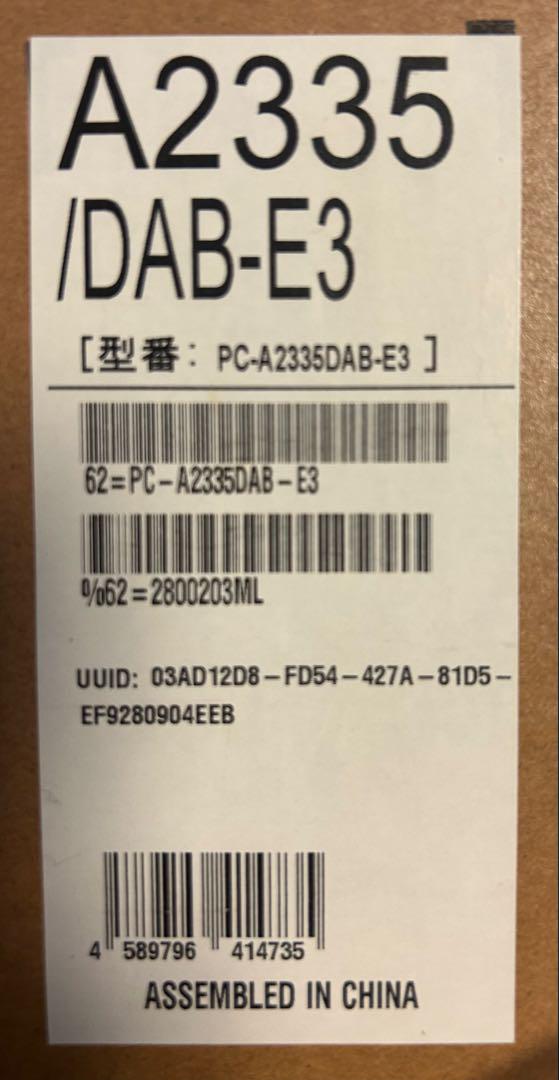 A2335
/DAB-E3
[型番: PC-A2335DAB-E3 ]
62=PC-A2335DAB-E3
%62=2800203ML
UUID: 03AD12D8-FD54-427A-81D5-
EF9280904EEB
4 589796 414735
ASSEMBLED IN CHINA